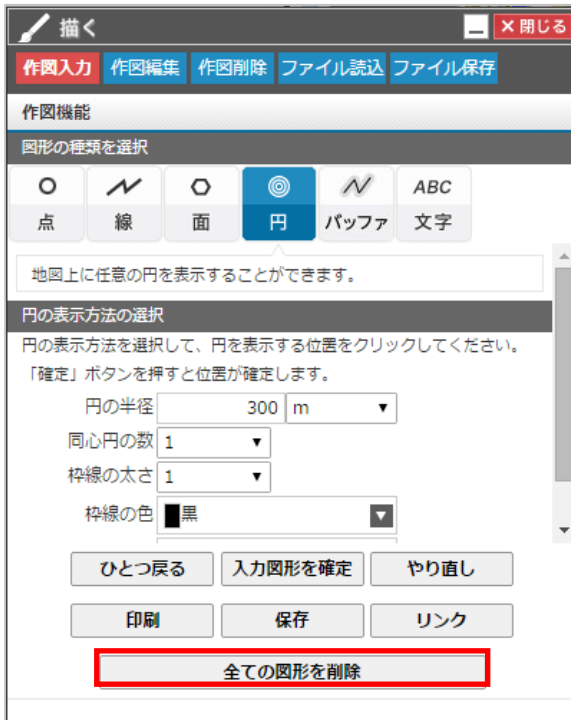 描く
×閉じる
作図入力 作図編集 作図削除 ファイル読込 ファイル保存
作図機能
図形の種類を選択
ABC
点 線 面 円 バッファ 文字
地図上に任意の円を表示することができます。
円の表示方法の選択
円の表示方法を選択して、円を表示する位置をクリックしてください。
「確定」ボタンを押すと位置が確定します。
円の半径 300 m
同心円の数 1
枠線の太さ 1
枠線の色 黒
ひとつ戻る 入力図形を確定 やり直し
印刷 保存 リンク
全ての図形を削除